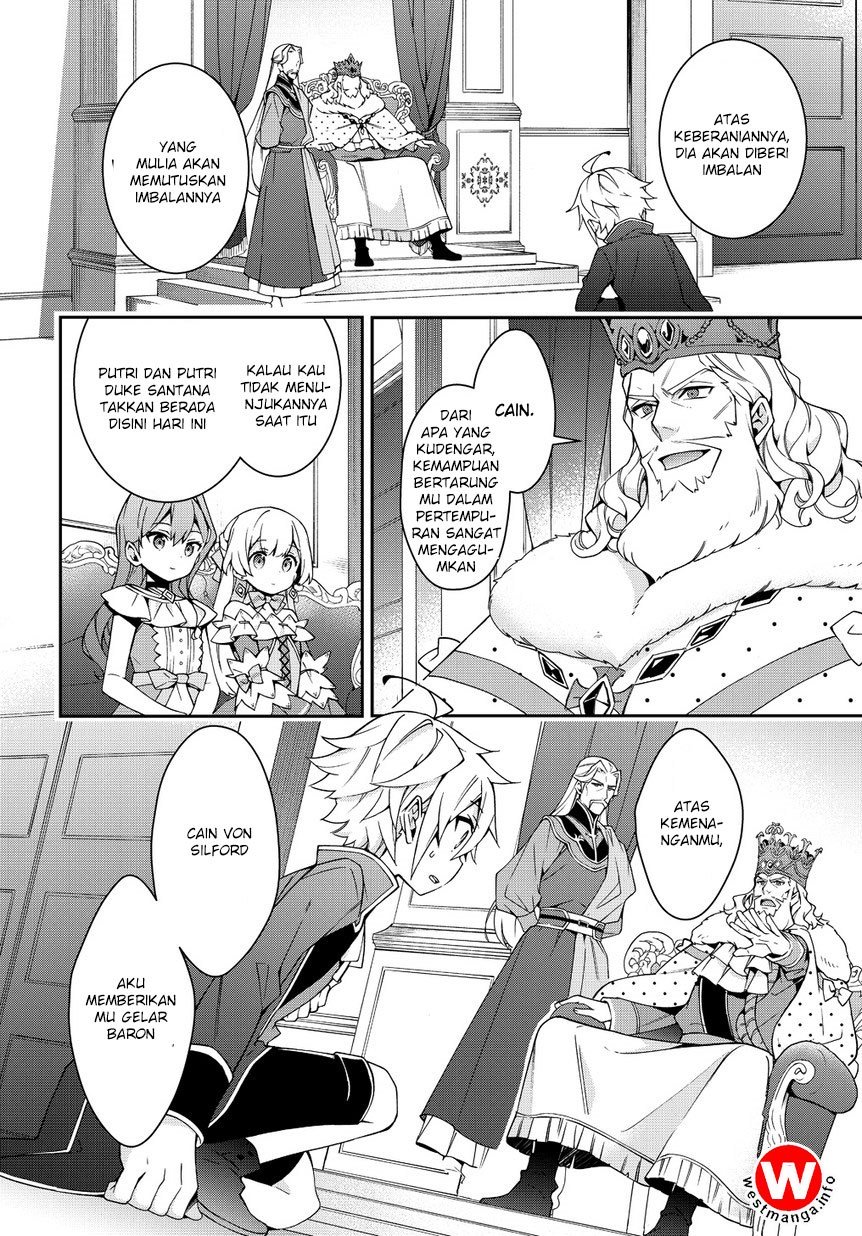 ATAS
KEBERANIANNYA,
DIA AKAN DIBERI
IMBALAN
YANG
MULIA AKAN
MEMUTUSKAN
IMBALANNYA
CAIN.
DARI
APA YANG
KUDENGAR,
KEMAMPUAN
BERTARUNG
MU DALAM
PERTEMPU-
RAN SANGAT
MENGAGU-
MKAN
KALAU KAU
TIDAK MENU-
NJUKANNYA
SAAT ITU
PUTRI DAN PUTRI
DUKE SANTANA
TAKKAN BERADA
DISINI HARI INI
ATAS
KEMENA-
NGANMU,
CAIN VON
SILFORD
AKU
MEMBERIKAN
MU GELAR
BARON
W
westmanga.info